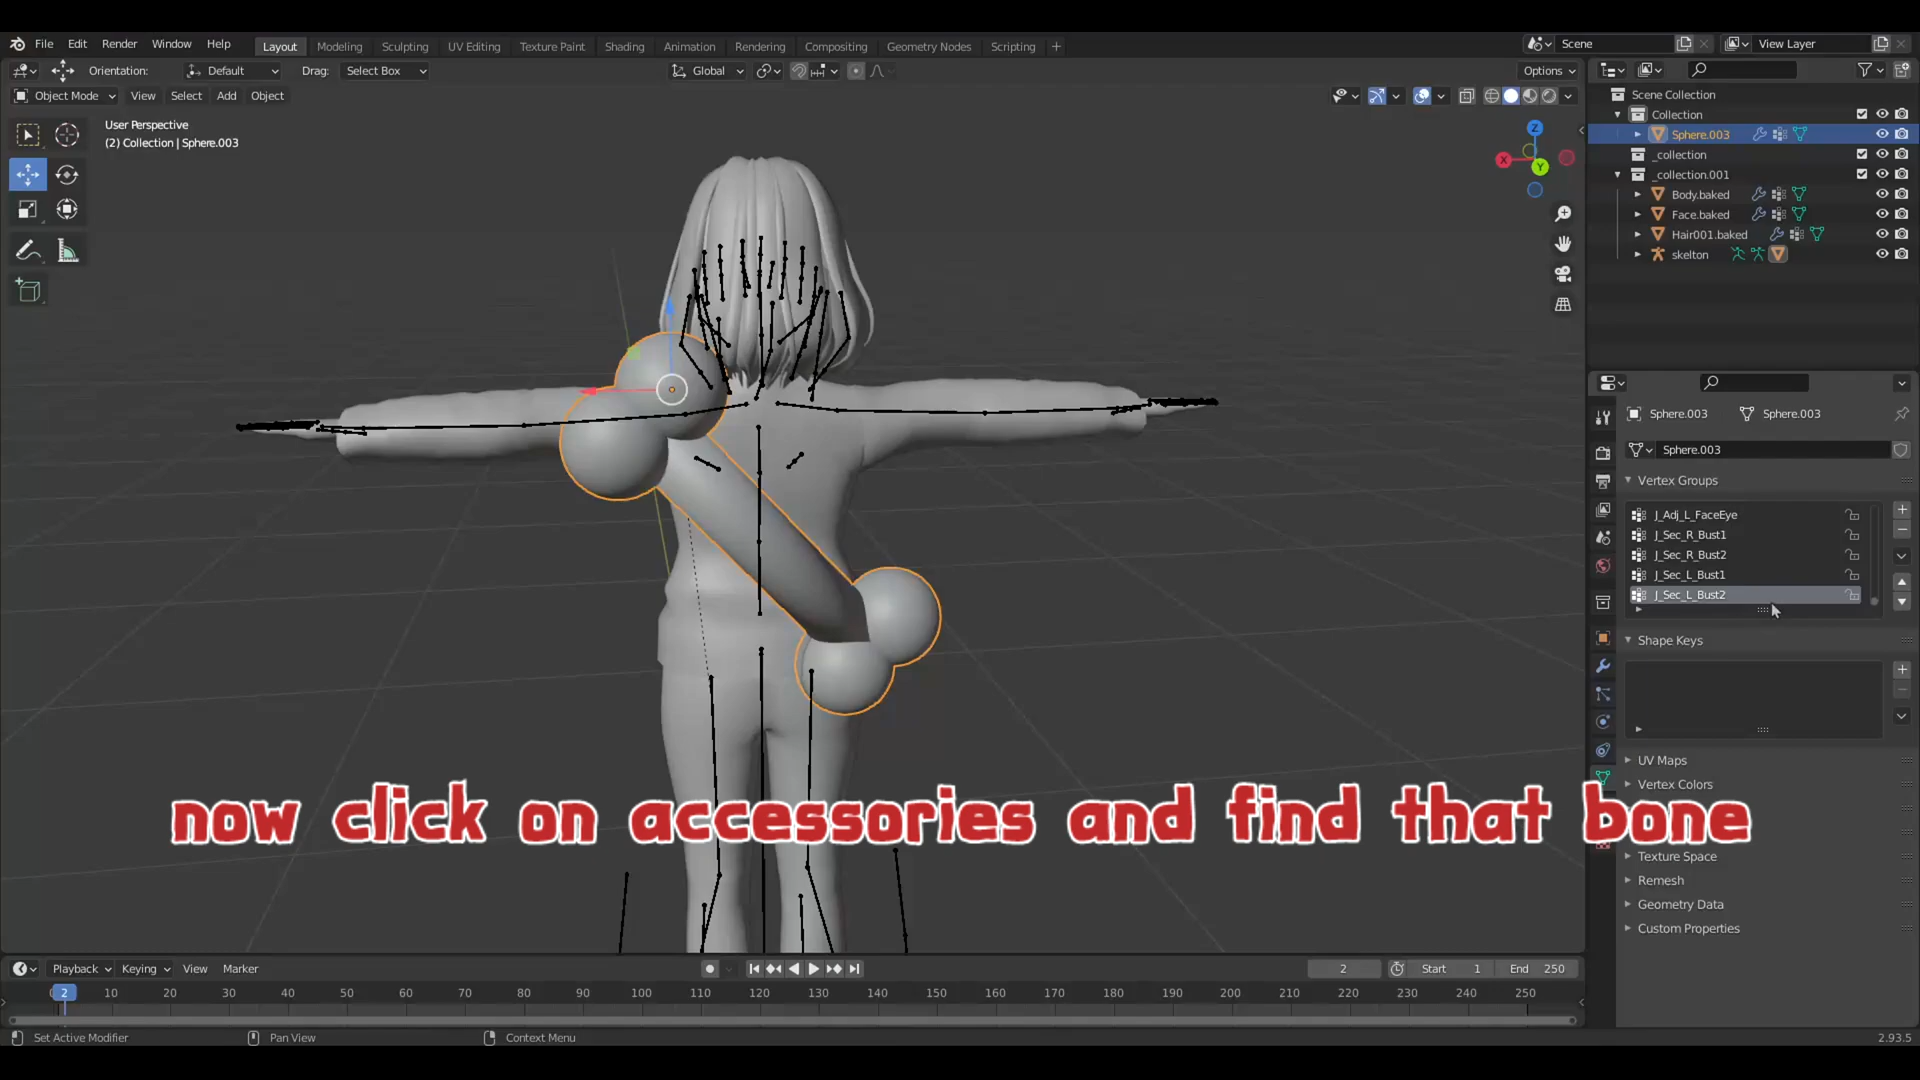 File Edit Render Window Help Layout Modeling Sculpting UV Editing Texture Paint Shading Animation Rendering Compositing Geometry Nodes Scripting + Scene View Layer
Orientation: Default Drag: Select Box Global Options
Object Mode View Select Add Object
User Perspective
(2) Collection | Sphere.003
Z
X
Y
Scene Collection
Collection
Sphere.003
_collection
_collection.001
Body.baked
Face.baked
Hair001.baked
skelton
Sphere.003 Sphere.003
Sphere.003
Vertex Groups
J_Adj_L_FaceEye
J_Sec_R_Bust1
J_Sec_R_Bust2
J_Sec_L_Bust1
J_Sec_L_Bust2
Shape Keys
UV Maps
Vertex Colors
now click on accessories and find that bone
Texture Space
Remesh
Geometry Data
Custom Properties
Playback Keying View Marker 2 Start 1 End 250
2 10 20 30 40 50 60 70 80 90 100 110 120 130 140 150 160 170 180 190 200 210 220 230 240 250
Set Active Modifier Pan View Context Menu 2.93.5